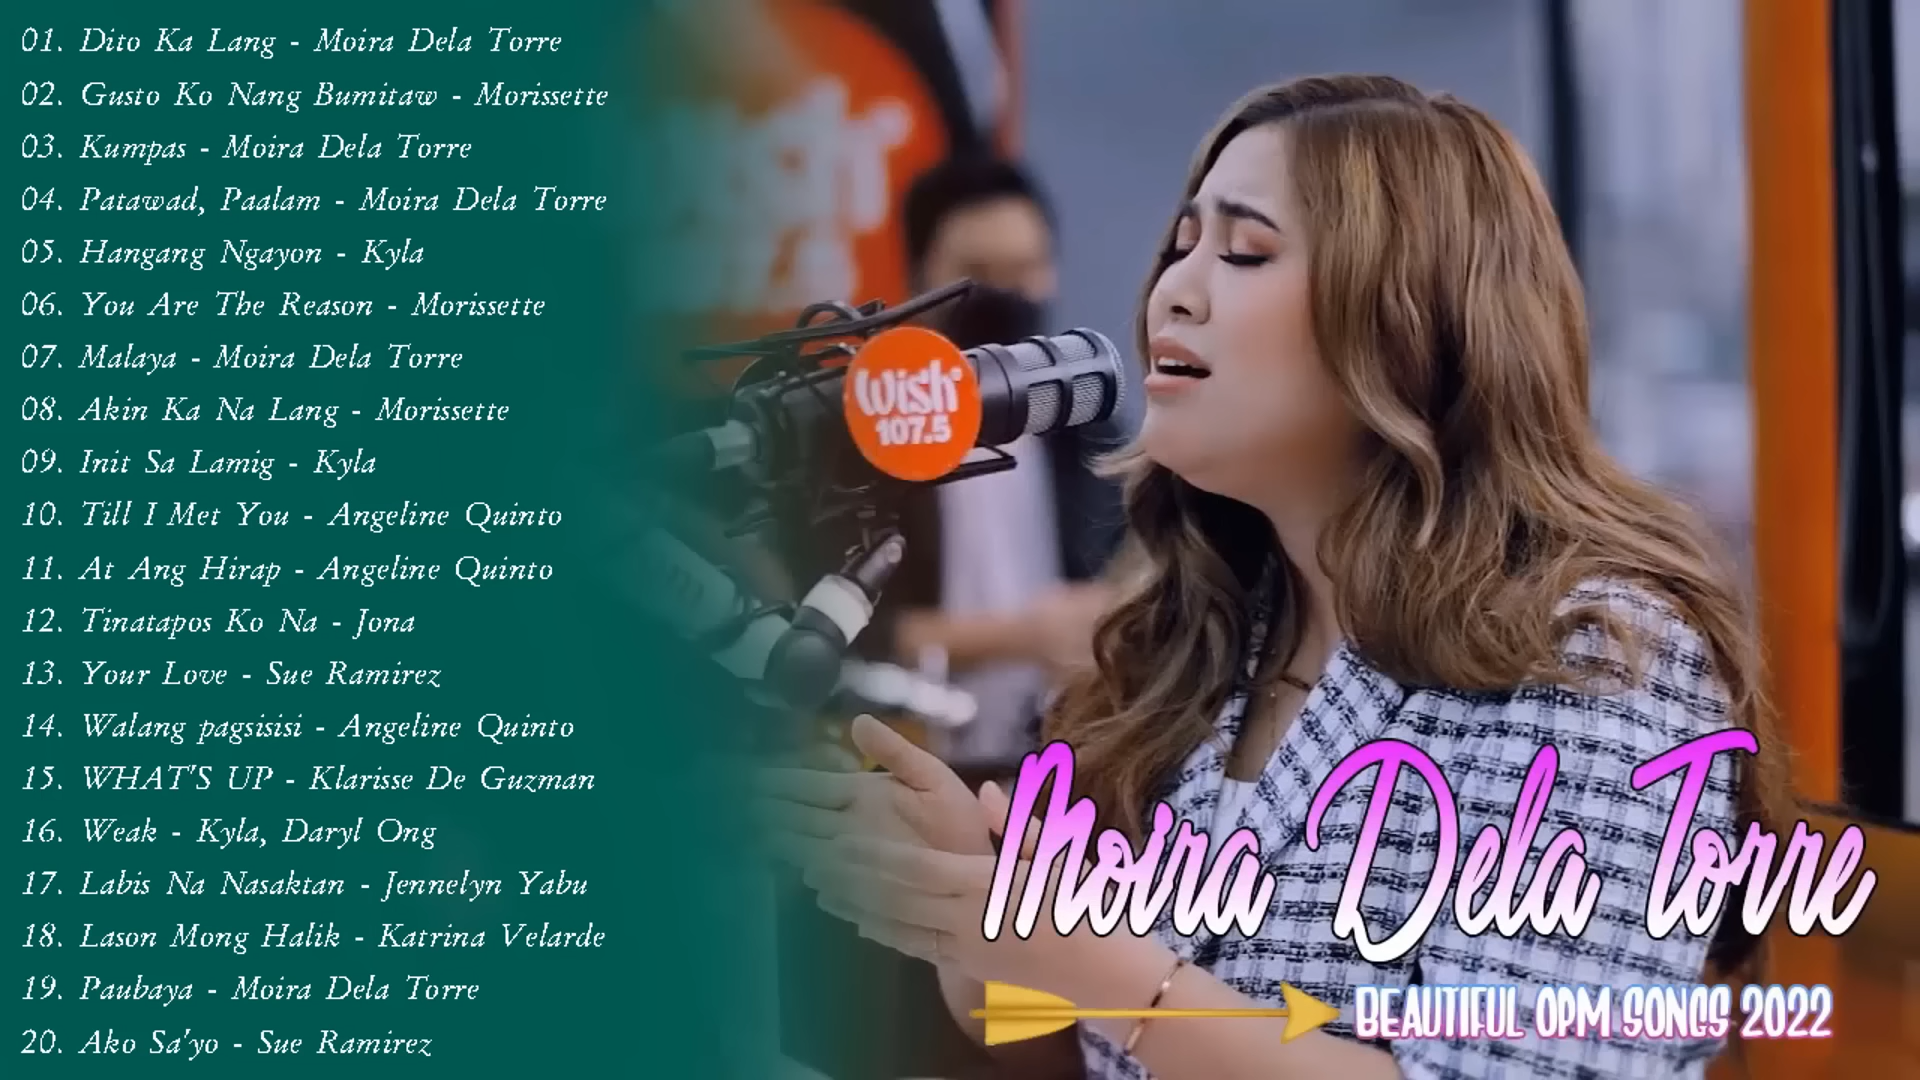 01. Dito Ka Lang - Moira Dela Torre
02. Gusto Ko Nang Bumitaw - Morissette
03. Kumpas - Moira Dela Torre
04. Patawad, Paalam - Moira Dela Torre
05. Hangang Ngayon - Kyla
06. You Are The Reason - Morissette
07. Malaya - Moira Dela Torre
08. Akin Ka Na Lang - Morissette
09. Init Sa Lamig - Kyla
10. Till I Met You - Angeline Quinto
11. At Ang Hirap - Angeline Quinto
12. Tinatapos Ko Na - Jona
13. Your Love - Sue Ramirez
14. Walang pagsisisi - Angeline Quinto
15. WHAT'S UP - Klarisse De Guzman
16. Weak - Kyla, Daryl Ong
17. Labis Na Nasaktan - Jennelyn Yabu
18. Lason Mong Halik - Katrina Velarde
19. Paubaya - Moira Dela Torre
20. Ako Sa'yo - Sue Ramirez
wish
107.5
Moira Dela Torre
BEAUTIFUL OPM SONGS 2022